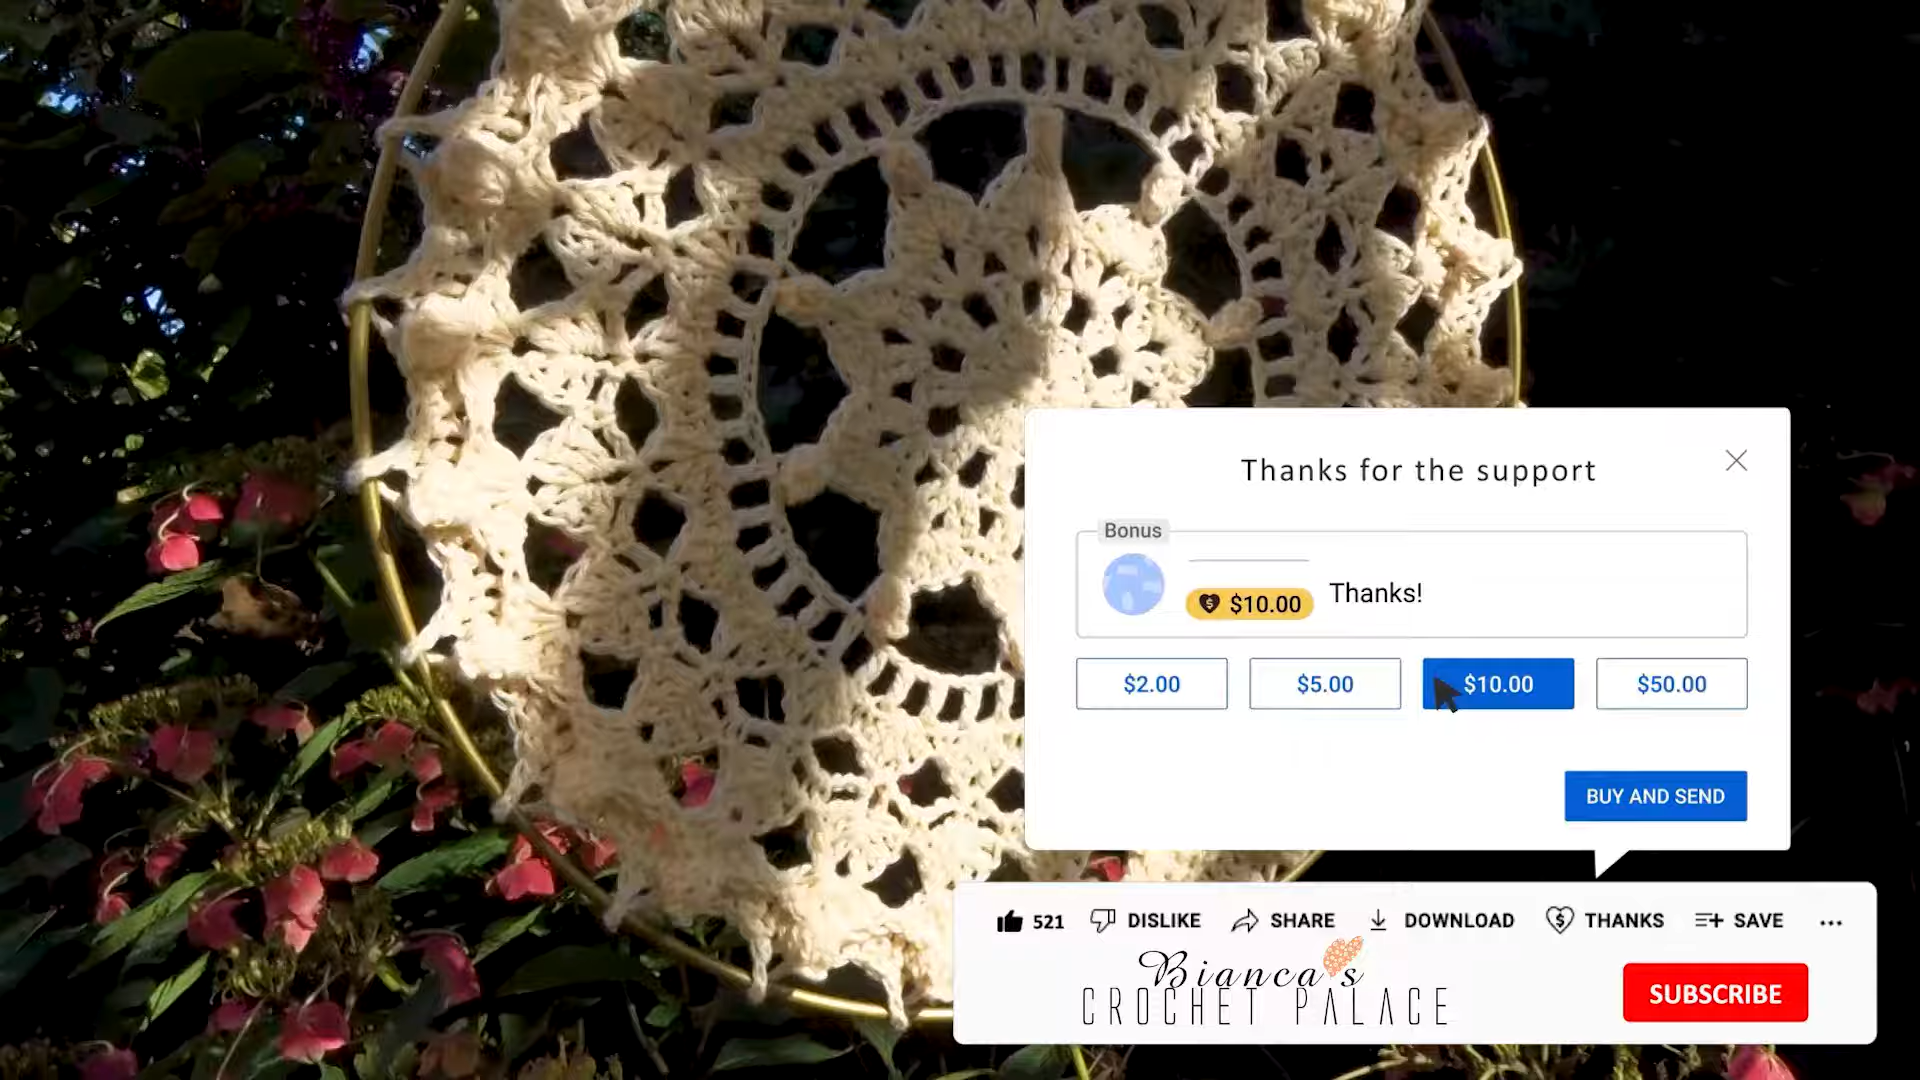 Thanks for the support
Bonus
$10.00 Thanks!
$2.00 $5.00 $10.00 $50.00
BUY AND SEND
521 DISLIKE SHARE DOWNLOAD THANKS SAVE ...
Bianca's
CROCHET PALACE
SUBSCRIBE